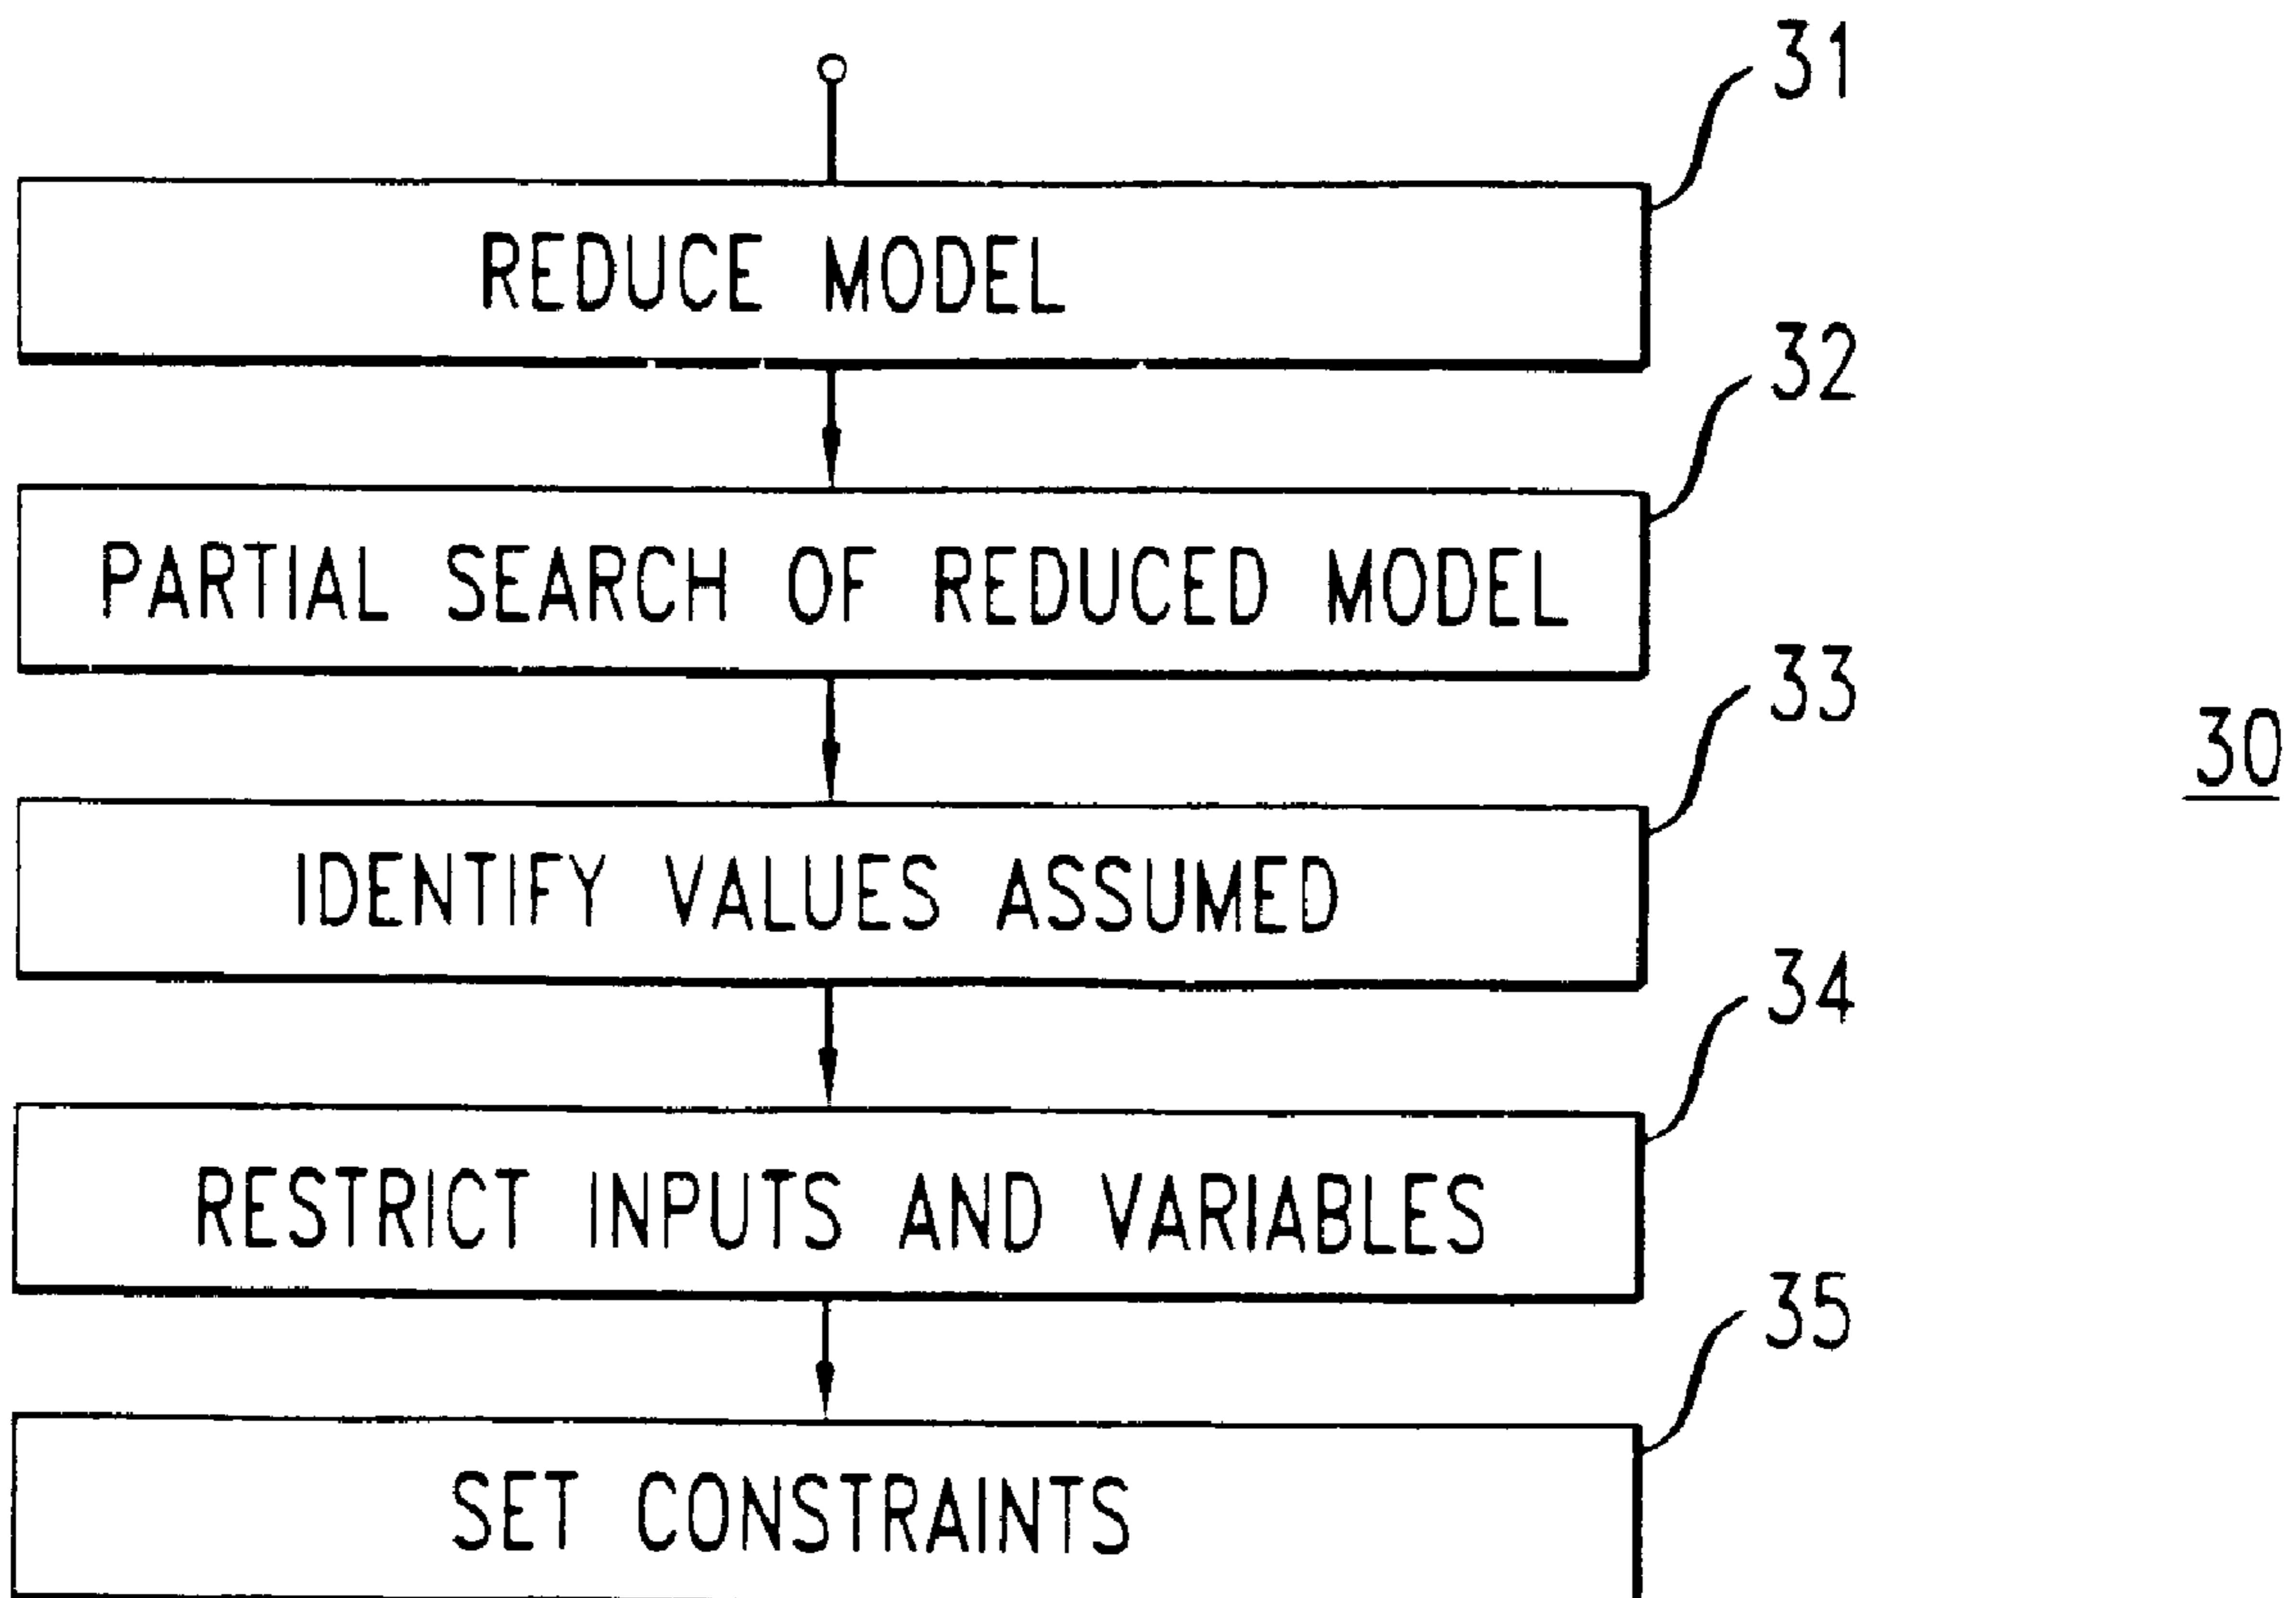 31
REDUCE MODEL
32
PARTIAL SEARCH OF REDUCED MODEL
33
30
IDENTIFY VALUES ASSUMED
34
RESTRICT INPUTS AND VARIABLES
35
SET CONSTRAINTS